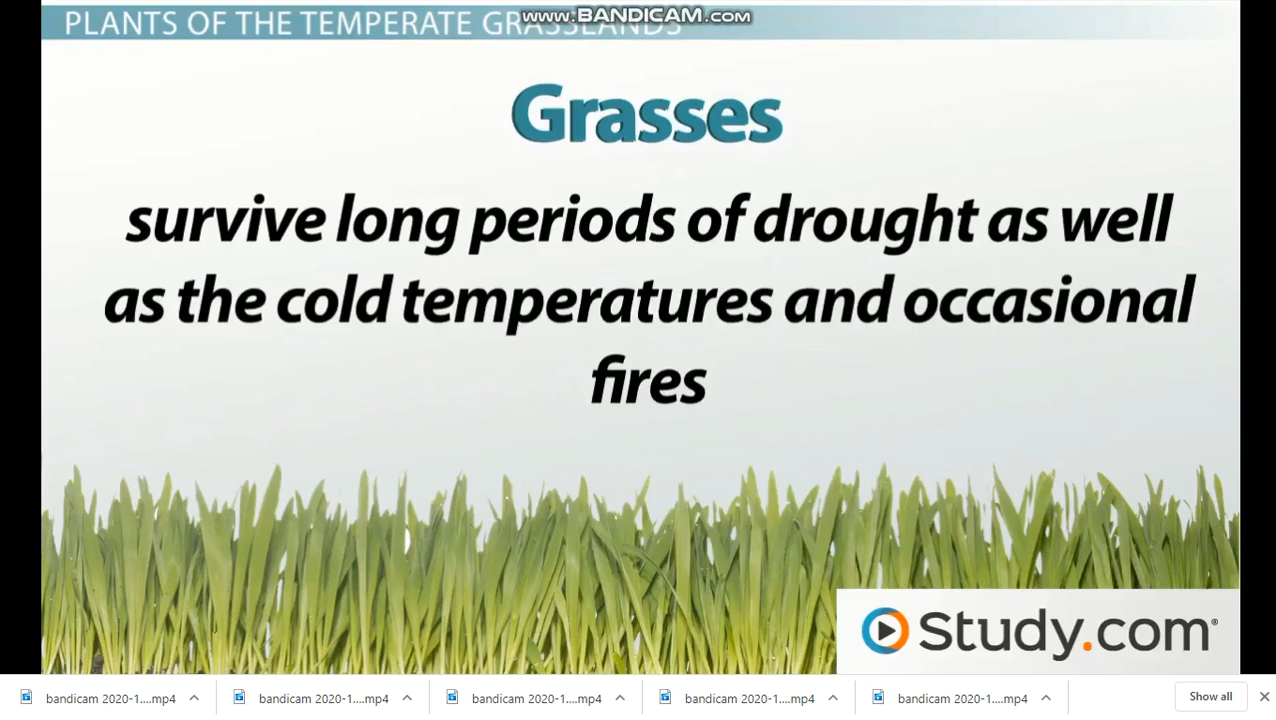 PLANTS OF THE TEMPERATE GRASSLANDS
www.BANDICAM.com
Grasses
survive long periods of drought as well
as the cold temperatures and occasional
fires
Study.com®
bandicam 2020-1....mp4
bandicam 2020-1....mp4
bandicam 2020-1....mp4
bandicam 2020-1....mp4
bandicam 2020-1....mp4
Show all